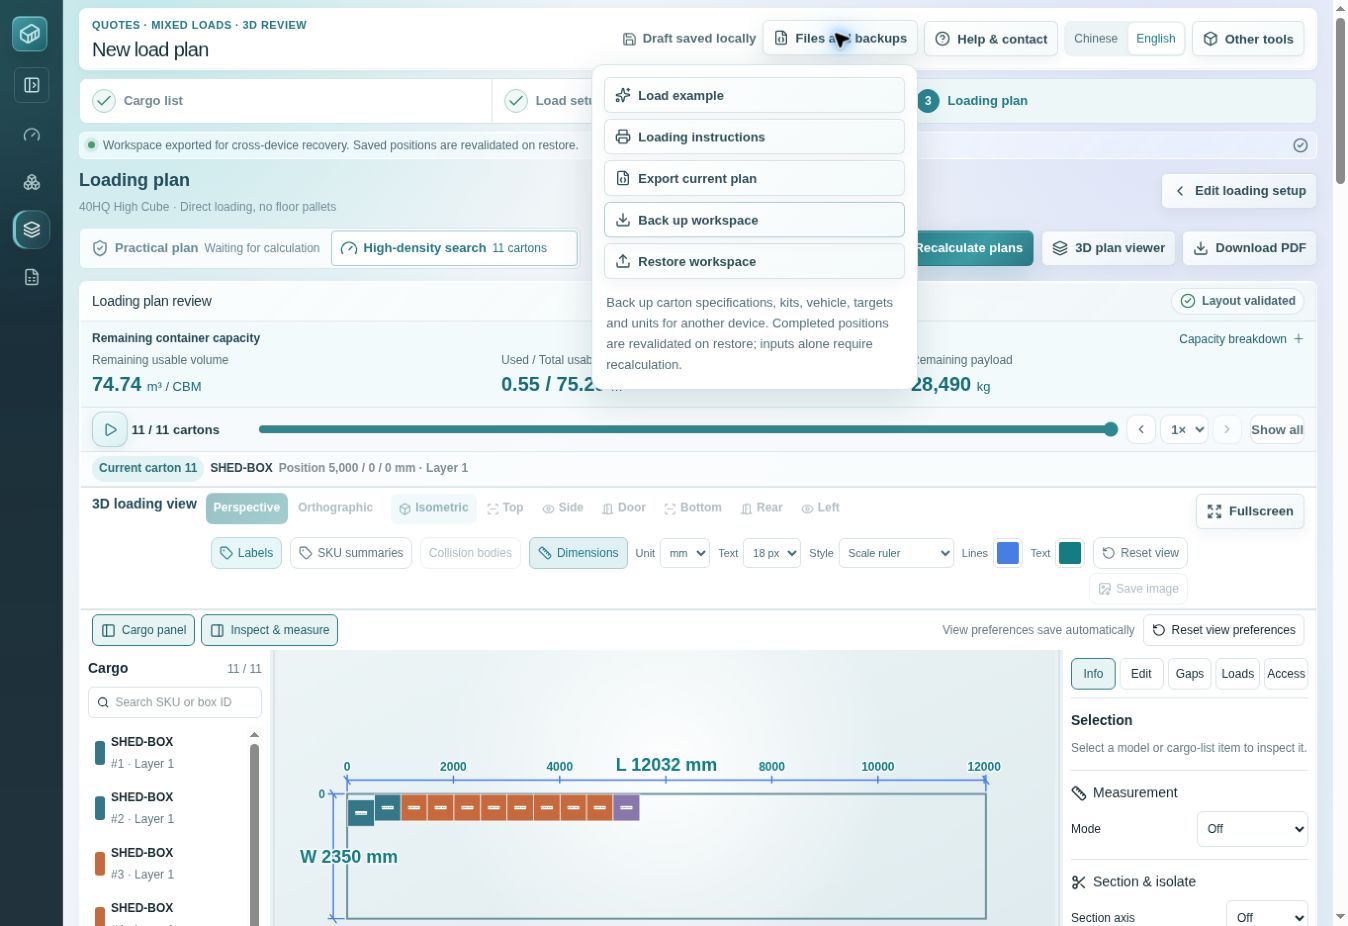 QUOTES · MIXED LOADS · 3D REVIEW
New load plan
Draft saved locally
Files backups
Help & contact
Chinese
English
Other tools
Cargo list
Load
3
Loading plan
Load example
Loading instructions
Export current plan
Back up workspace
Restore workspace
Back up carton specifications, kits, vehicle, targets
and units for another device. Completed positions
are revalidated on restore; inputs alone require
recalculation.
Workspace exported for cross-device recovery. Saved positions are revalidated on restore.
Loading plan
40HQ High Cube · Direct loading, no floor pallets
Edit loading setup
Practical plan Waiting for calculation
High-density search 11 cartons
Recalculate plans
3D plan viewer
Download PDF
Loading plan review
Layout validated
Remaining container capacity
Capacity breakdown
Remaining usable volume
Used / Total
payload
74.74 m³ / CBM
0.55 /
28,490 kg
11 / 11 cartons
1×
Show all
Current carton 11 SHED-BOX Position 5,000 / 0 / 0 mm · Layer 1
3D loading view
Perspective
Orthographic
Isometric
Top
Side
Door
Bottom
Rear
Left
Fullscreen
Labels
SKU summaries
Collision bodies
Dimensions
Unit
mm
Text
18 px
Style
Scale ruler
Lines
Text
Reset view
Save image
Cargo panel
Inspect & measure
View preferences save automatically
Reset view preferences
Cargo
11 / 11
Search SKU or box ID
SHED-BOX
#1 · Layer 1
SHED-BOX
#2 · Layer 1
SHED-BOX
#3 · Layer 1
SHED-BOX
0
2000
4000
L 12032 mm
8000
10000
12000
0
W 2350 mm
Info
Edit
Gaps
Loads
Access
Selection
Select a model or cargo-list item to inspect it.
Measurement
Mode
Off
Section & isolate
Section axis
Off